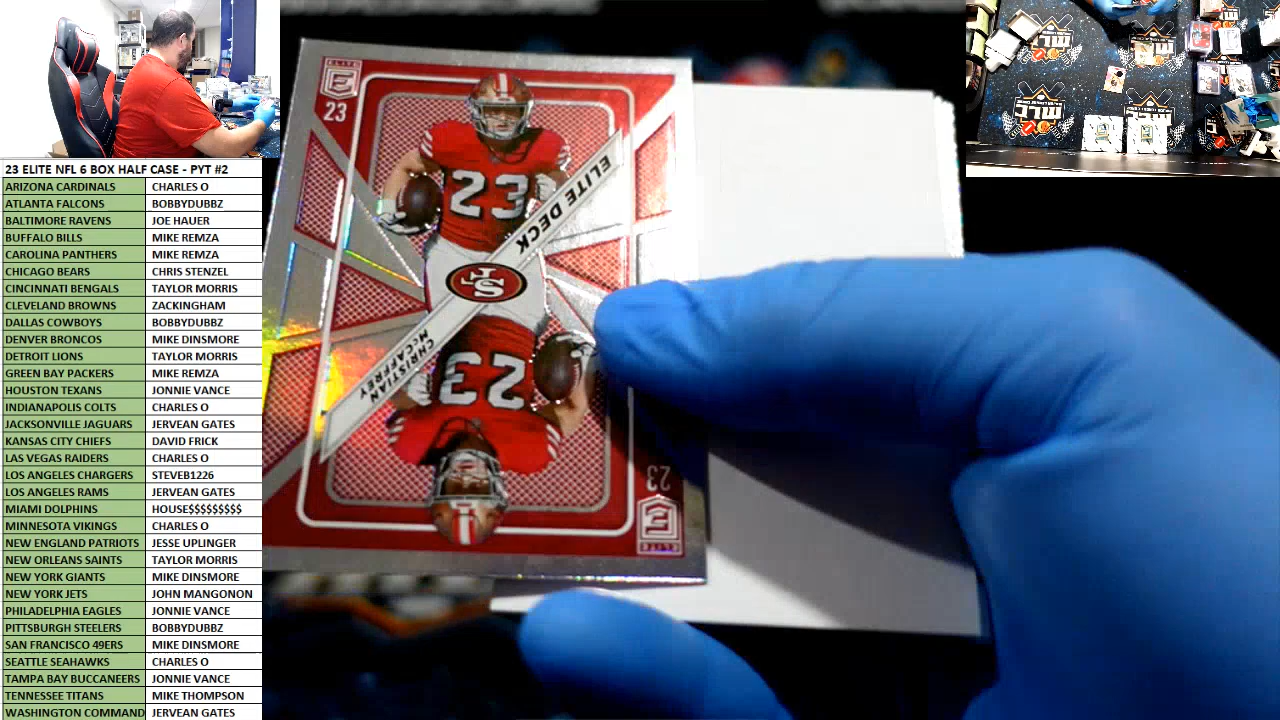 23 ELITE NFL 6 BOX HALF CASE - PYT #2
ARIZONA CARDINALS CHARLES O
ATLANTA FALCONS BOBBYDUBBZ
BALTIMORE RAVENS JOE HAUER
BUFFALO BILLS MIKE REMZA
CAROLINA PANTHERS MIKE REMZA
CHICAGO BEARS CHRIS STENZEL
CINCINNATI BENGALS TAYLOR MORRIS
CLEVELAND BROWNS ZACKINGHAM
DALLAS COWBOYS BOBBYDUBBZ
DENVER BRONCOS MIKE DINSMORE
DETROIT LIONS TAYLOR MORRIS
GREEN BAY PACKERS MIKE REMZA
HOUSTON TEXANS JONNIE VANCE
INDIANAPOLIS COLTS CHARLES O
JACKSONVILLE JAGUARS JERVEAN GATES
KANSAS CITY CHIEFS DAVID FRICK
LAS VEGAS RAIDERS CHARLES O
LOS ANGELES CHARGERS STEVEB1226
LOS ANGELES RAMS JERVEAN GATES
MIAMI DOLPHINS HOUSE$$$$$$$$$
MINNESOTA VIKINGS CHARLES O
NEW ENGLAND PATRIOTS JESSE UPLINGER
NEW ORLEANS SAINTS TAYLOR MORRIS
NEW YORK GIANTS MIKE DINSMORE
NEW YORK JETS JOHN MANGONON
PHILADELPHIA EAGLES JONNIE VANCE
PITTSBURGH STEELERS BOBBYDUBBZ
SAN FRANCISCO 49ERS MIKE DINSMORE
SEATTLE SEAHAWKS CHARLES O
TAMPA BAY BUCCANEERS JONNIE VANCE
TENNESSEE TITANS MIKE THOMPSON
WASHINGTON COMMAND JERVEAN GATES
ELITE
E
23
23
ELITE DECK
SF
CHRISTIAN
McCAFFREY
23
23
E
ELITE